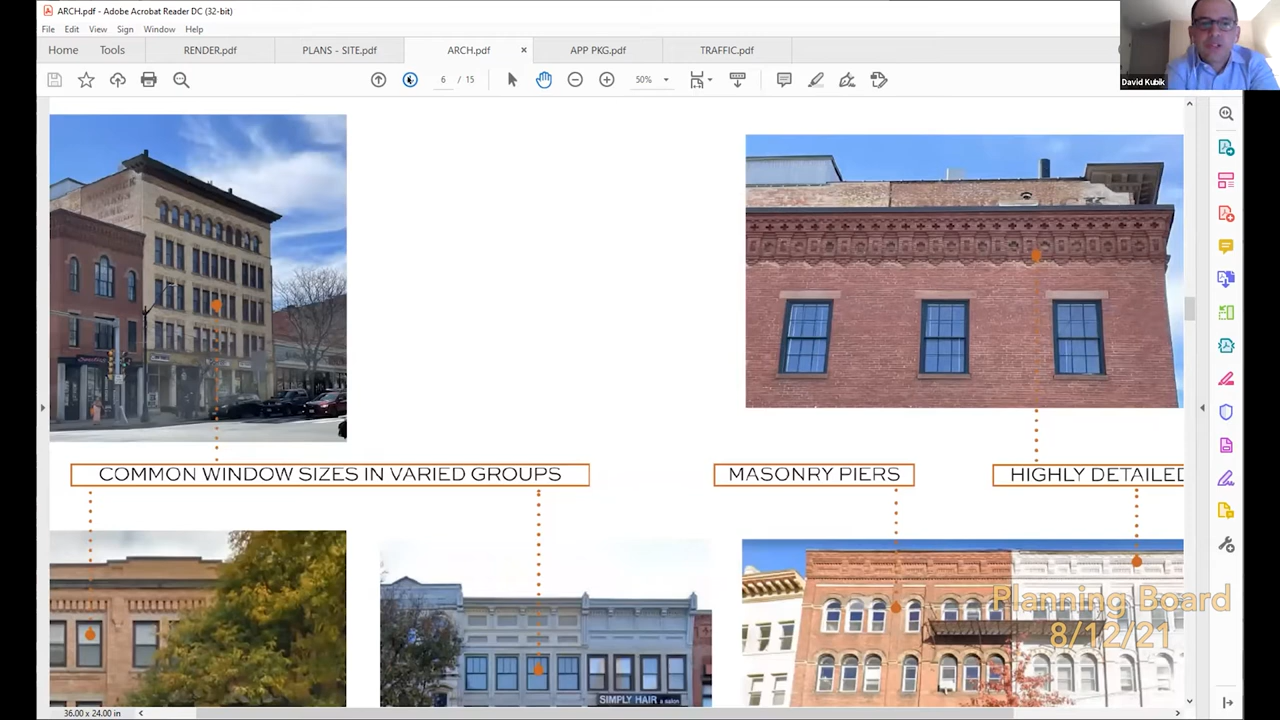 ARCH.pdf - Adobe Acrobat Reader DC (32-bit)
File Edit View Sign Window Help
Home Tools RENDER.pdf PLANS - SITE.pdf ARCH.pdf × APP PKG.pdf TRAFFIC.pdf
6 / 15 50%
David Kubik
COMMON WINDOW SIZES IN VARIED GROUPS
MASONRY PIERS
HIGHLY DETAILED
SIMPLY HAIR a salon
Planning Board
8/12/21
36.00 x 24.00 in